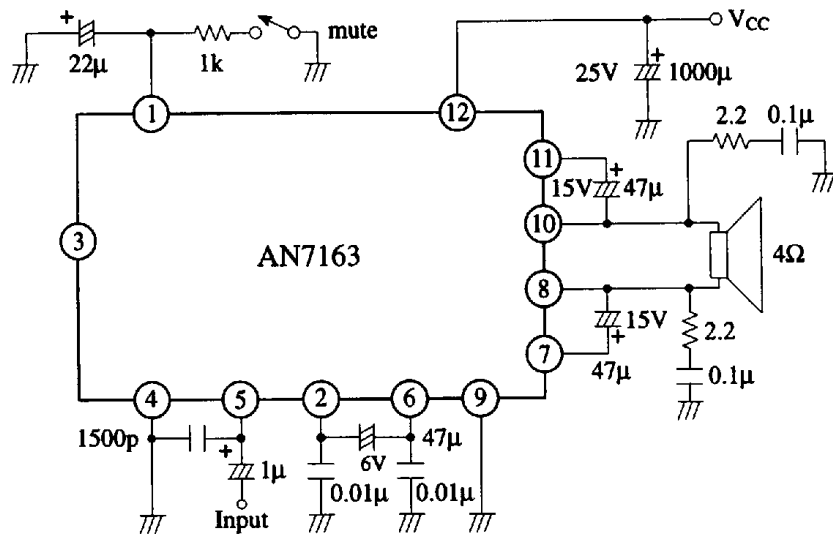 +
22μ
1k
mute
V_CC
25V
+
1000μ
1
12
2.2
0.1μ
11
15V
+
47μ
10
3
AN7163
4Ω
8
15V
+
47μ
2.2
0.1μ
7
4
5
2
6
9
1500p
+
1μ
Input
6V
47μ
0.01μ
0.01μ